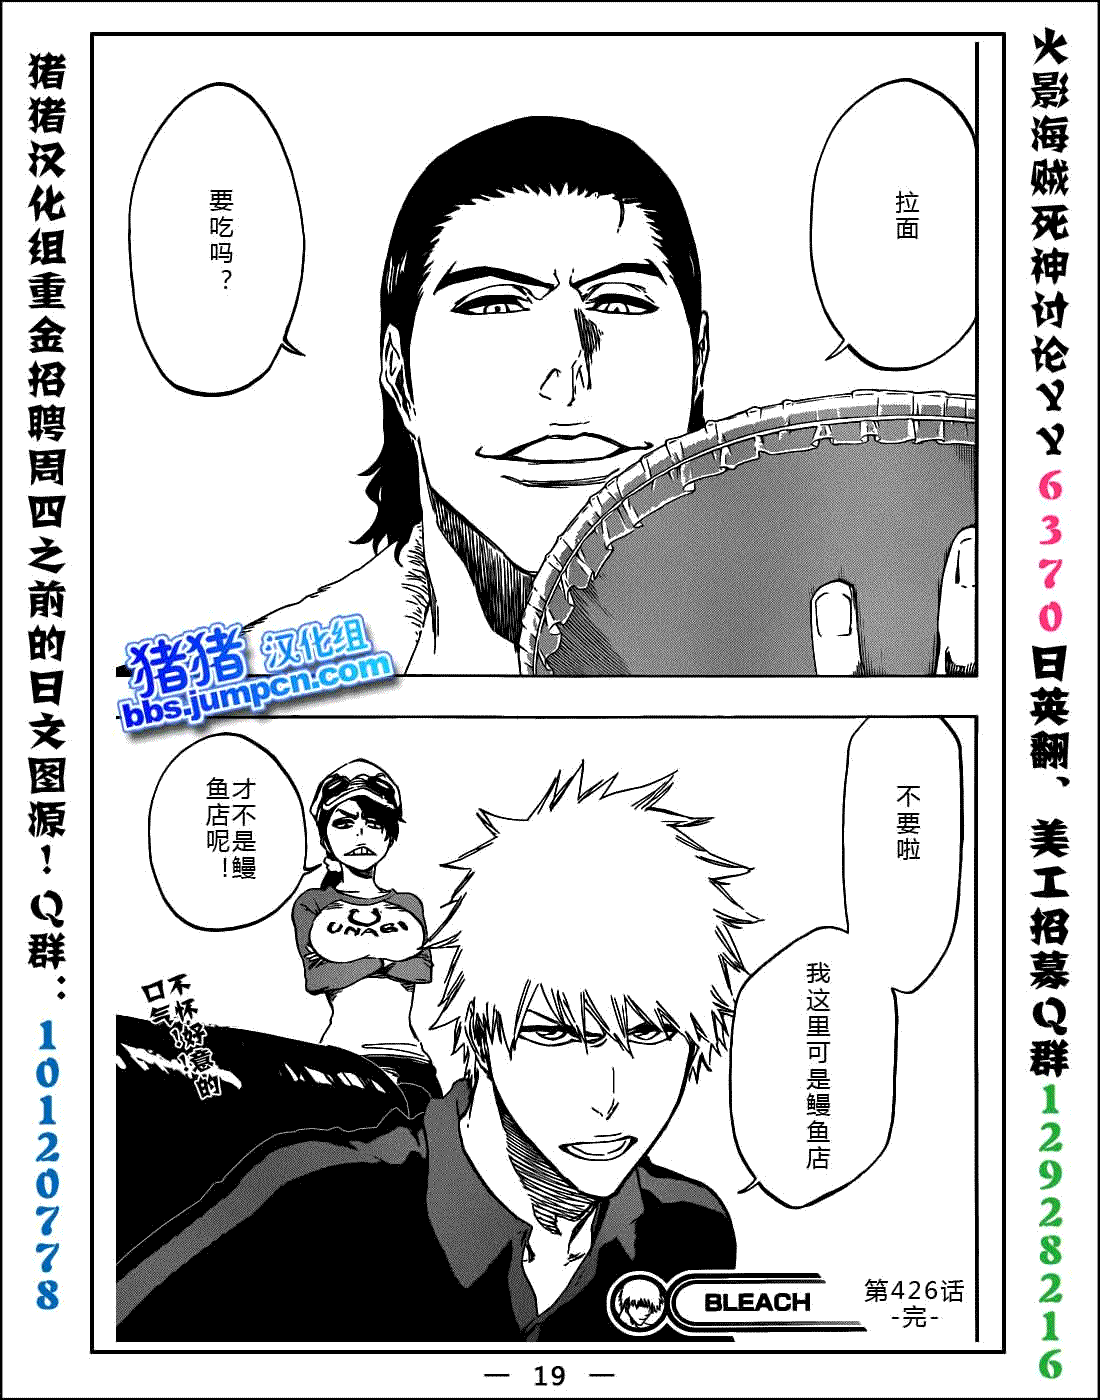 火影海贼死神讨论YY6370日英翻、美工招募Q群129282166
拉面
要吃吗？
猪猪汉化组
bbs.jumpcn.com
不要啦
我这里可是鳗鱼店
才不是鳗
鱼店呢！
UNAGI
不怀好意的
口气！！
BLEACH
第426话
-完-
猪猪汉化组重金招聘周四之前的日文图源！Q群：101207778
— 19 —